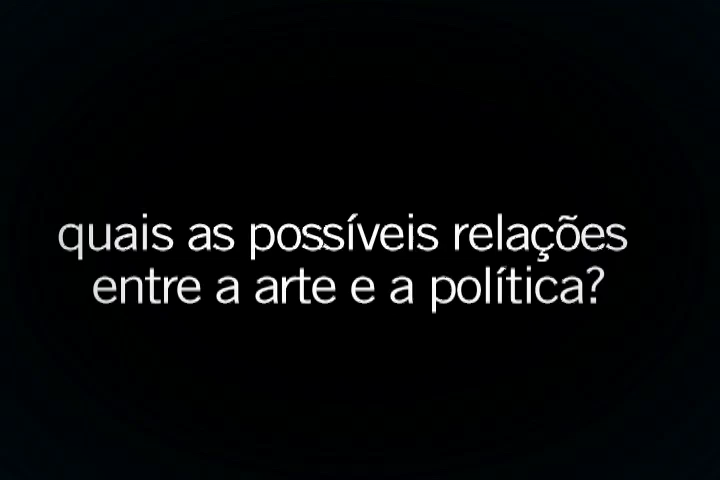 quais as possíveis relações
entre a arte e a política?